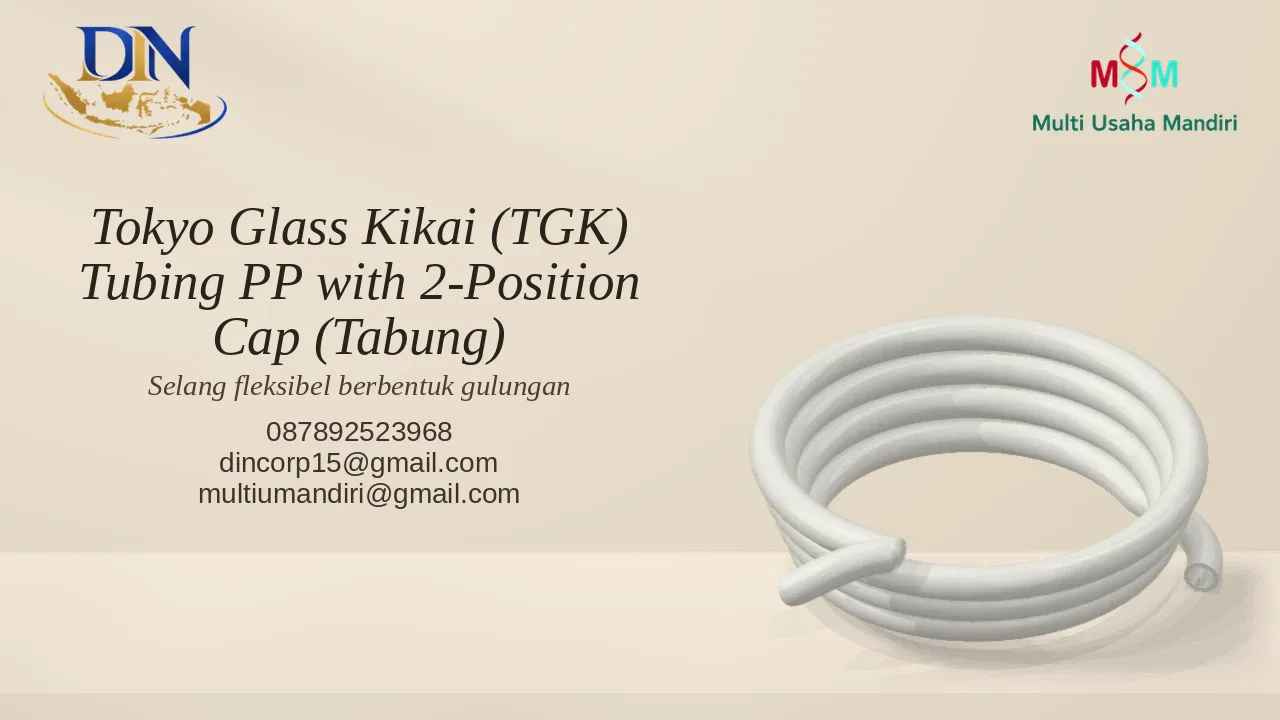 DN
M M
Multi Usaha Mandiri
Tokyo Glass Kikai (TGK)
Tubing PP with 2-Position
Cap (Tabung)
Selang fleksibel berbentuk gulungan
087892523968
dincorp15@gmail.com
multiumandiri@gmail.com